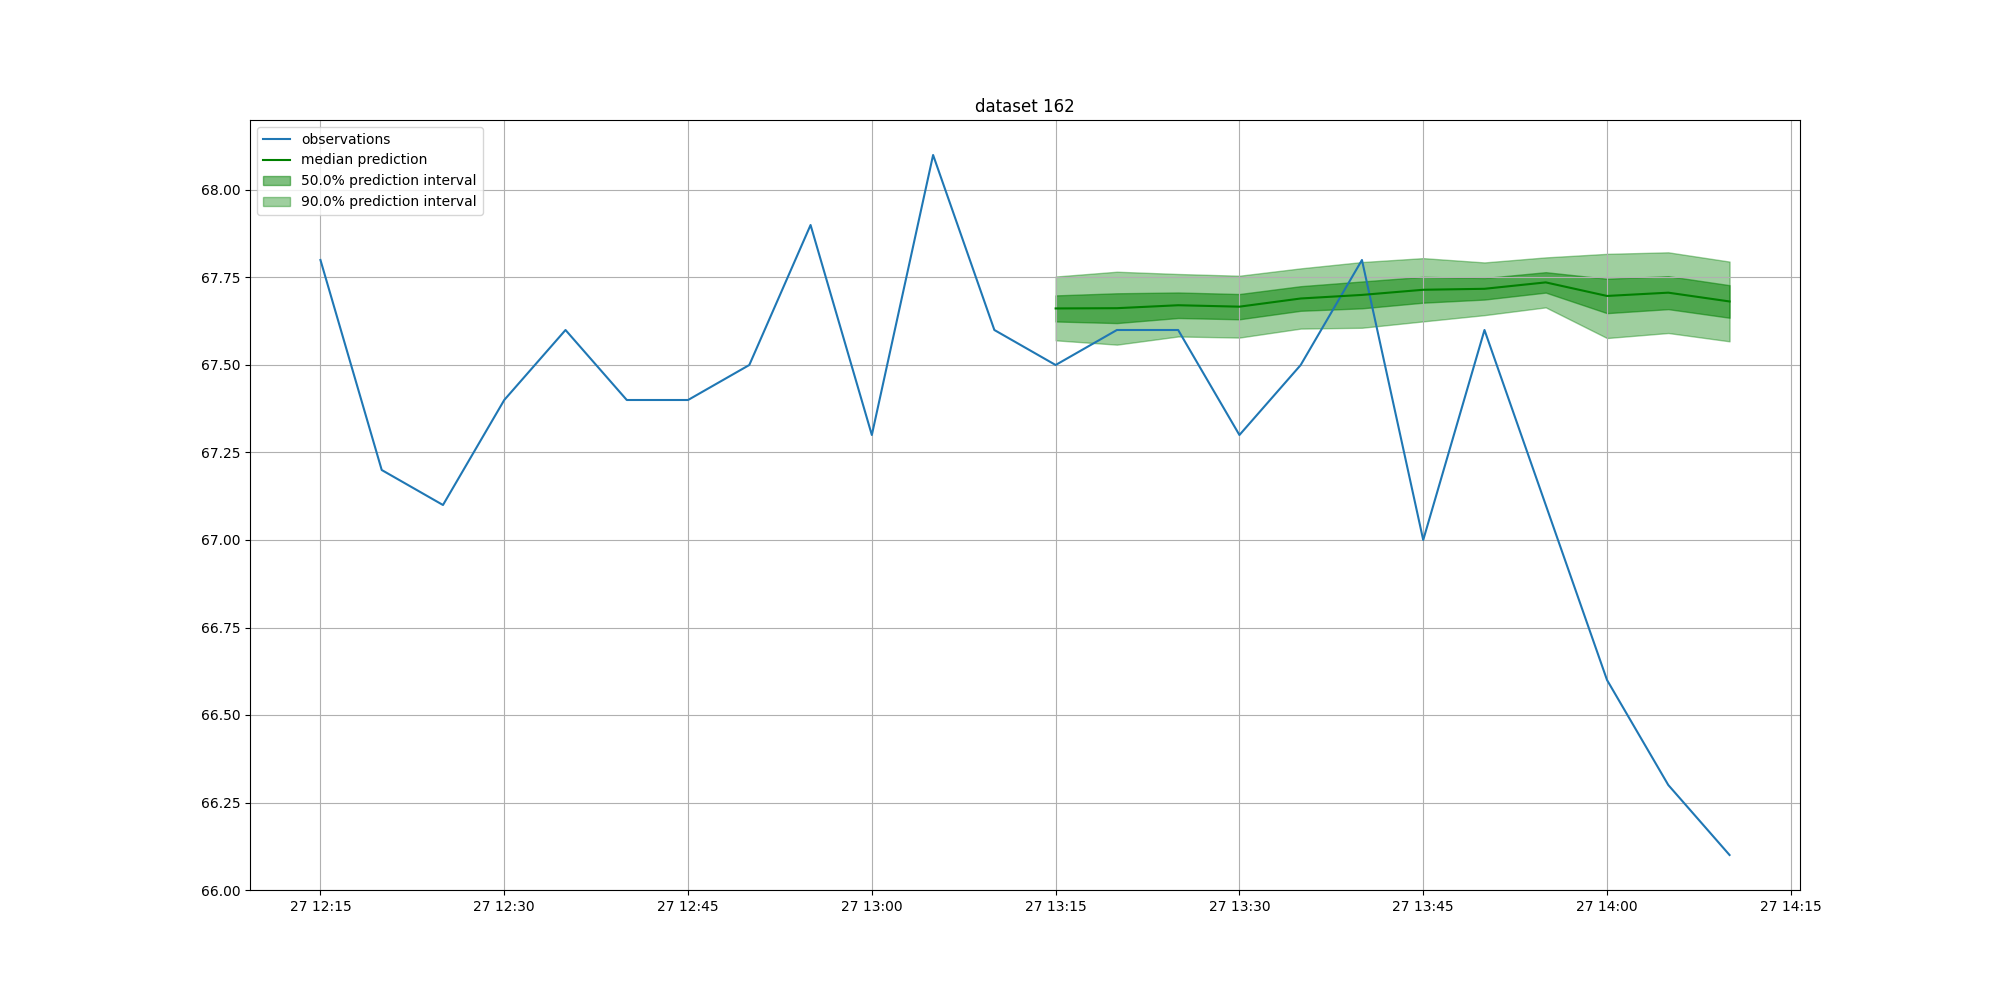 dataset 162
observations
median prediction
50.0% prediction interval
90.0% prediction interval
68.00
67.75
67.50
67.25
67.00
66.75
66.50
66.25
66.00
27 12:15 27 12:30 27 12:45 27 13:00 27 13:15 27 13:30 27 13:45 27 14:00 27 14:15